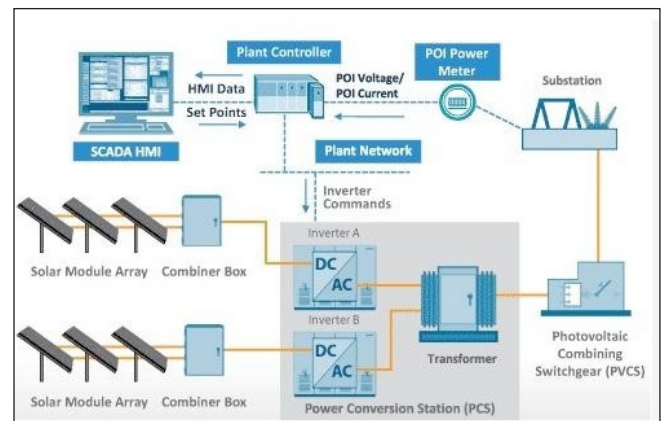 Plant Controller
POI Power
Meter
Substation
HMI Data
Set Points
POI Voltage/
POI Current
SCADA HMI
Plant Network
Inverter
Commands
Inverter A
DC
AC
Solar Module Array
Combiner Box
Inverter B
DC
AC
Transformer
Photovoltaic
Combining
Switchgear (PVCS)
Solar Module Array
Combiner Box
Power Conversion Station (PCS)